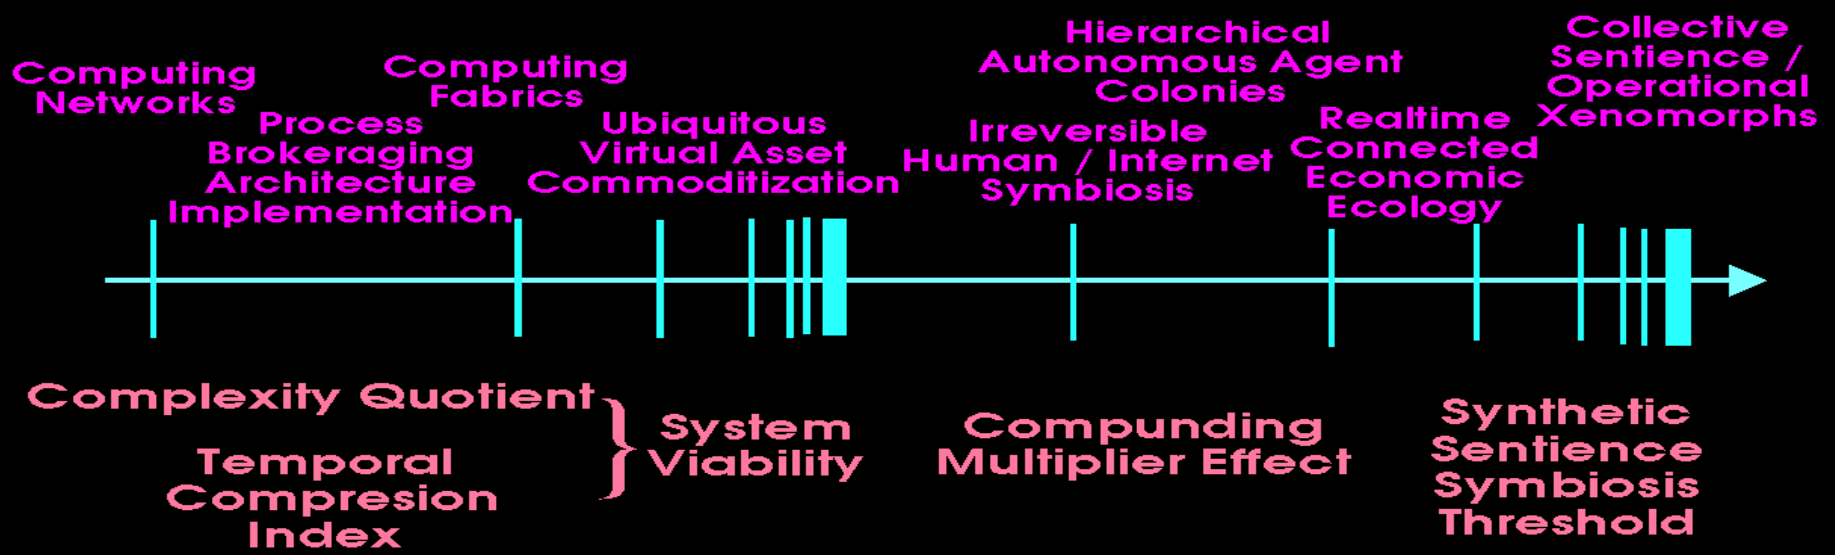 Computing
Networks
Process
Brokeraging
Architecture
Implementation
Computing
Fabrics
Ubiquitous
Virtual Asset
Commoditization
Hierarchical
Autonomous Agent
Colonies
Irreversible
Human / Internet
Symbiosis
Realtime
Connected
Economic
Ecology
Collective
Sentience /
Operational
Xenomorphs
Complexity Quotient
Temporal
Compresion
Index
System
Viability
Compunding
Multiplier Effect
Synthetic
Sentience
Symbiosis
Threshold